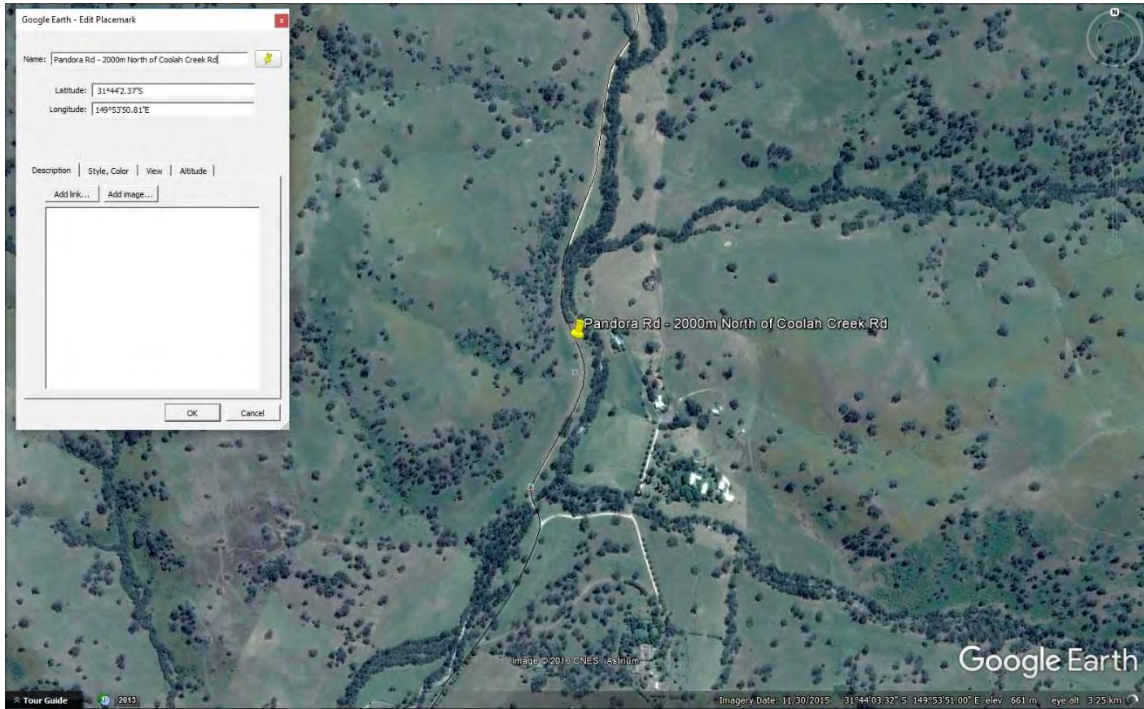 Google Earth - Edit Placemark
x
Name: Pandora Rd - 2000m North of Coolah Creek Rd
Latitude: 31°44'2.37"S
Longitude: 149°53'50.81"E
Description Style, Color View Altitude
Add link... Add image...
OK Cancel
N
Pandora Rd - 2000m North of Coolah Creek Rd
Image © 2016 CNES / Astrium
Google Earth
Tour Guide 2013 Imagery Date: 11/30/2015 31°44'03.32" S 149°53'51.00" E elev 661 m eye alt 3.25 km